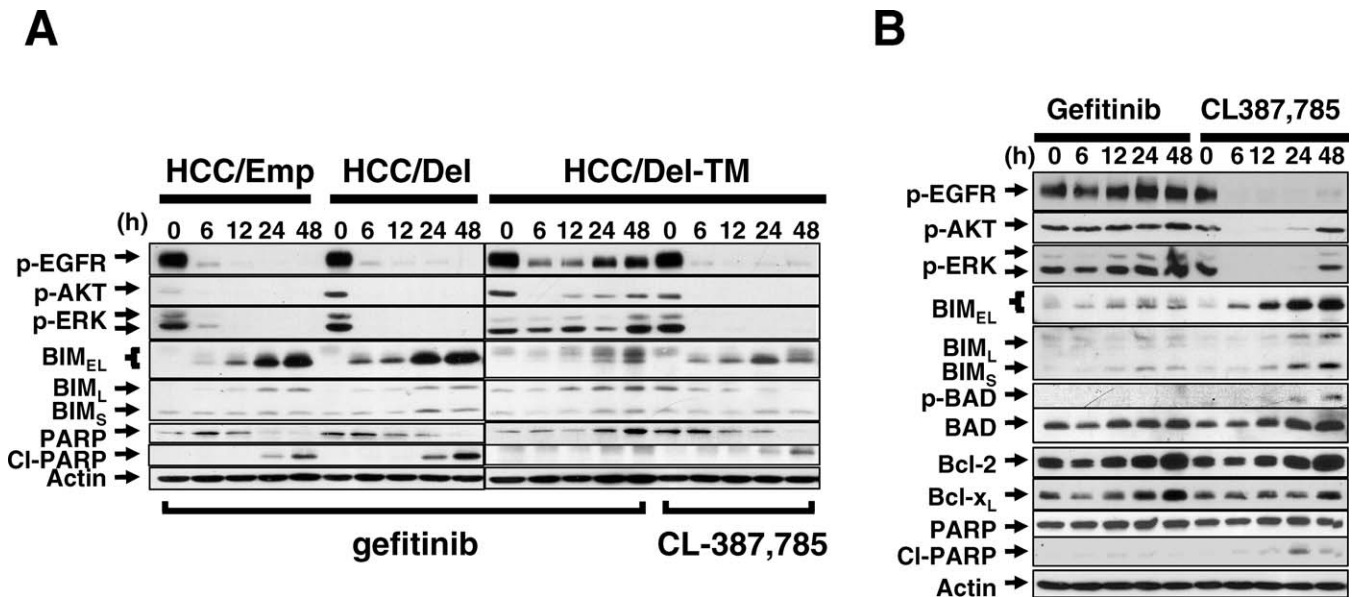 A
HCC/Emp HCC/Del HCC/Del-TM
(h) 0 6 12 24 48 0 6 12 24 48 0 6 12 24 48 0 6 12 24 48
p-EGFR
p-AKT
p-ERK
BIMEL
BIML
BIMS
PARP
Cl-PARP
Actin
gefitinib CL-387,785
B
Gefitinib CL387,785
(h) 0 6 12 24 48 0 6 12 24 48
p-EGFR
p-AKT
p-ERK
BIMEL
BIML
BIMS
p-BAD
BAD
Bcl-2
Bcl-xL
PARP
Cl-PARP
Actin